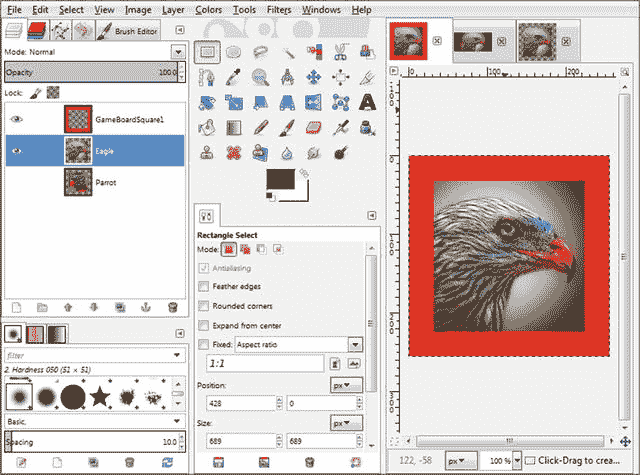 File Edit Select View Image Layer Colors Tools Filters Windows Help
Brush Editor
Mode: Normal
Opacity 100.0
Lock:
GameBoardSquare1
Eagle
Parrot
filter
2. Hardness 050 (51 × 51)
Basic,
Spacing 10.0
Rectangle Select
Mode:
Antialiasing
Feather edges
Rounded corners
Expand from center
Fixed: Aspect ratio
1:1
Position: px
428 0
Size: px
689 689
0 100 200
0
122, -58 px 100 % Click-Drag to crea...